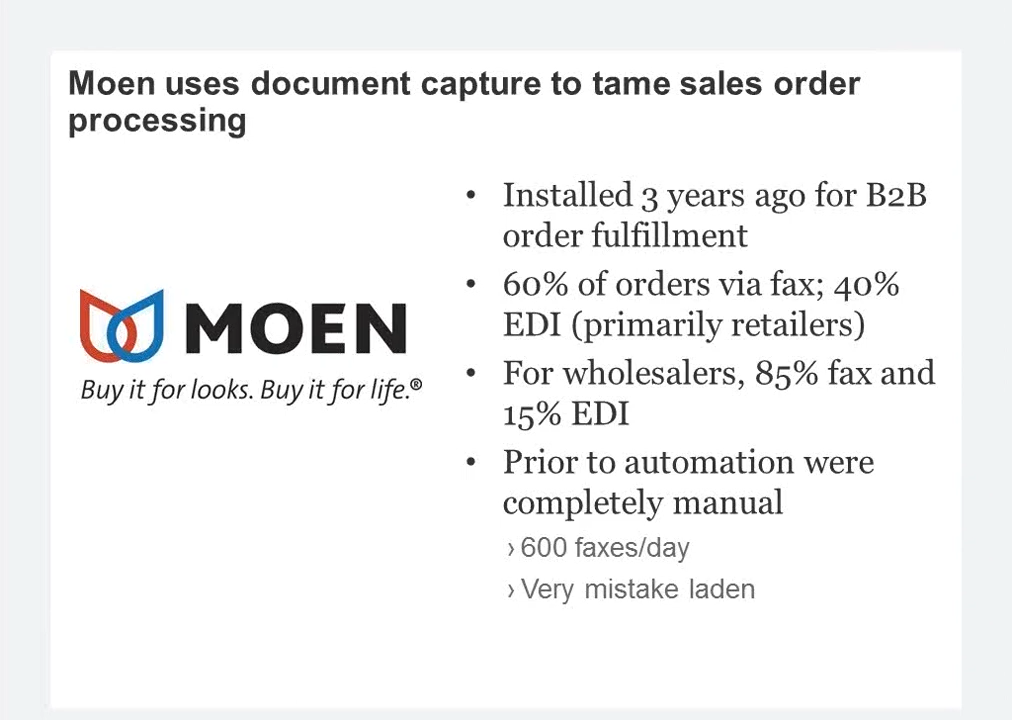 Moen uses document capture to tame sales order
processing
• Installed 3 years ago for B2B
order fulfillment
• 60% of orders via fax; 40%
EDI (primarily retailers)
• For wholesalers, 85% fax and
15% EDI
• Prior to automation were
completely manual
› 600 faxes/day
› Very mistake laden
MOEN
Buy it for looks. Buy it for life.®